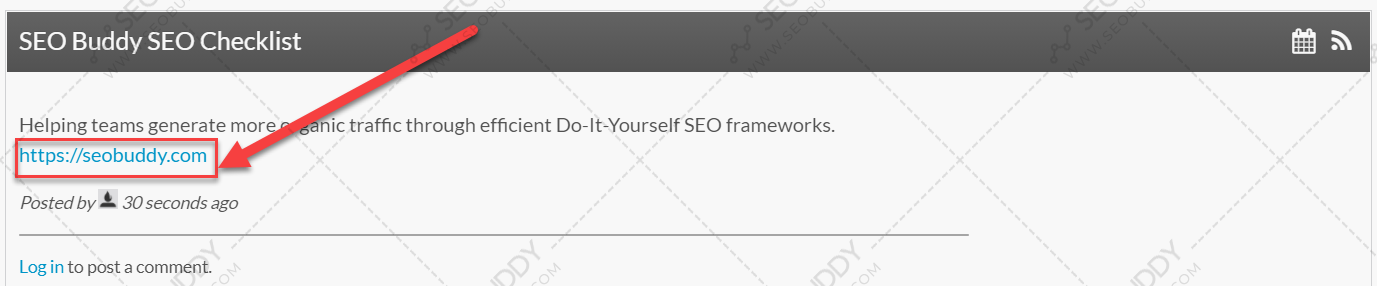 SEO Buddy SEO Checklist
Helping teams generate more organic traffic through efficient Do-It-Yourself SEO frameworks.
https://seobuddy.com
Posted by 30 seconds ago
Log in to post a comment.